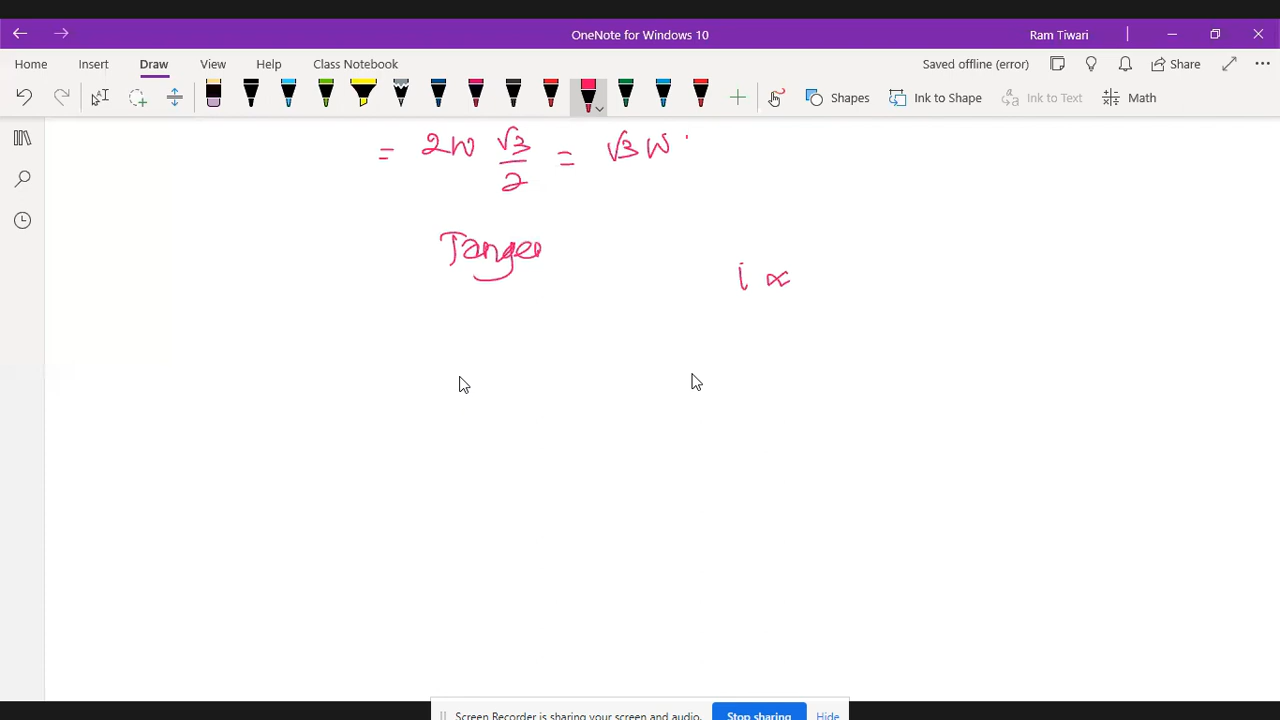 OneNote for Windows 10
Ram Tiwari
Home Insert Draw View Help Class Notebook
Saved offline (error) Share
Shapes Ink to Shape Ink to Text Math
= 2W √3/2 = √3 W
Tangen
i ∝
Screen Recorder is sharing your screen and audio. Stop sharing Hide